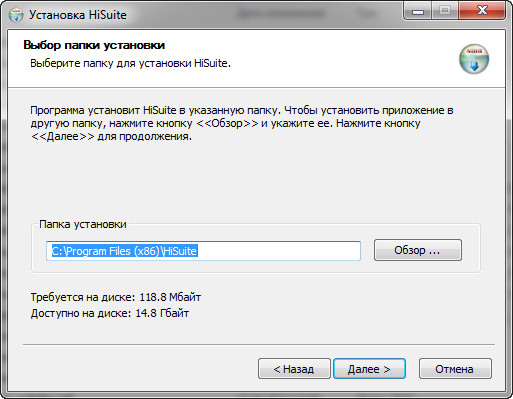 Установка HiSuite
Выбор папки установки
Выберите папку для установки HiSuite.
Программа установит HiSuite в указанную папку. Чтобы установить приложение в
другую папку, нажмите кнопку <<Обзор>> и укажите ее. Нажмите кнопку
<<Далее>> для продолжения.
Папка установки
C:\Program Files (x86)\HiSuite
Обзор ...
Требуется на диске: 118.8 Мбайт
Доступно на диске: 14.8 Гбайт
< Назад
Далее >
Отмена